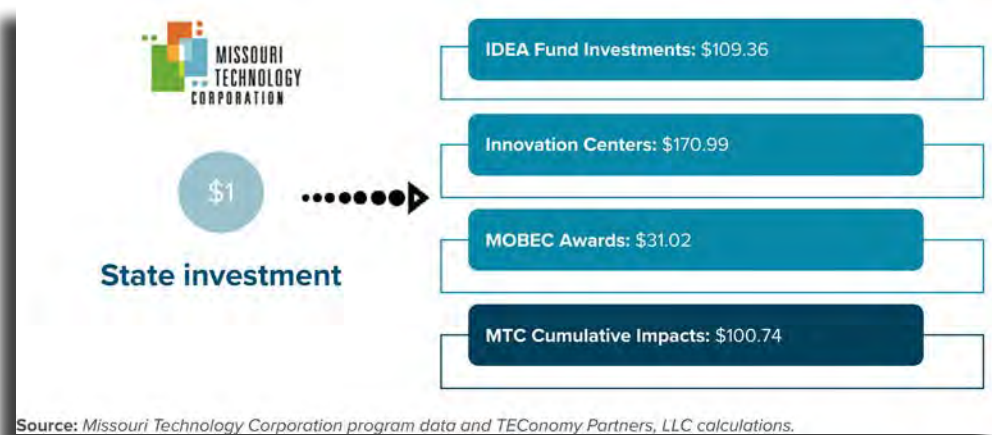 MISSOURI
TECHNOLOGY
CORPORATION
$1
State investment
IDEA Fund Investments: $109.36
Innovation Centers: $170.99
MOBEC Awards: $31.02
MTC Cumulative Impacts: $100.74
Source: Missouri Technology Corporation program data and TEConomy Partners, LLC calculations.